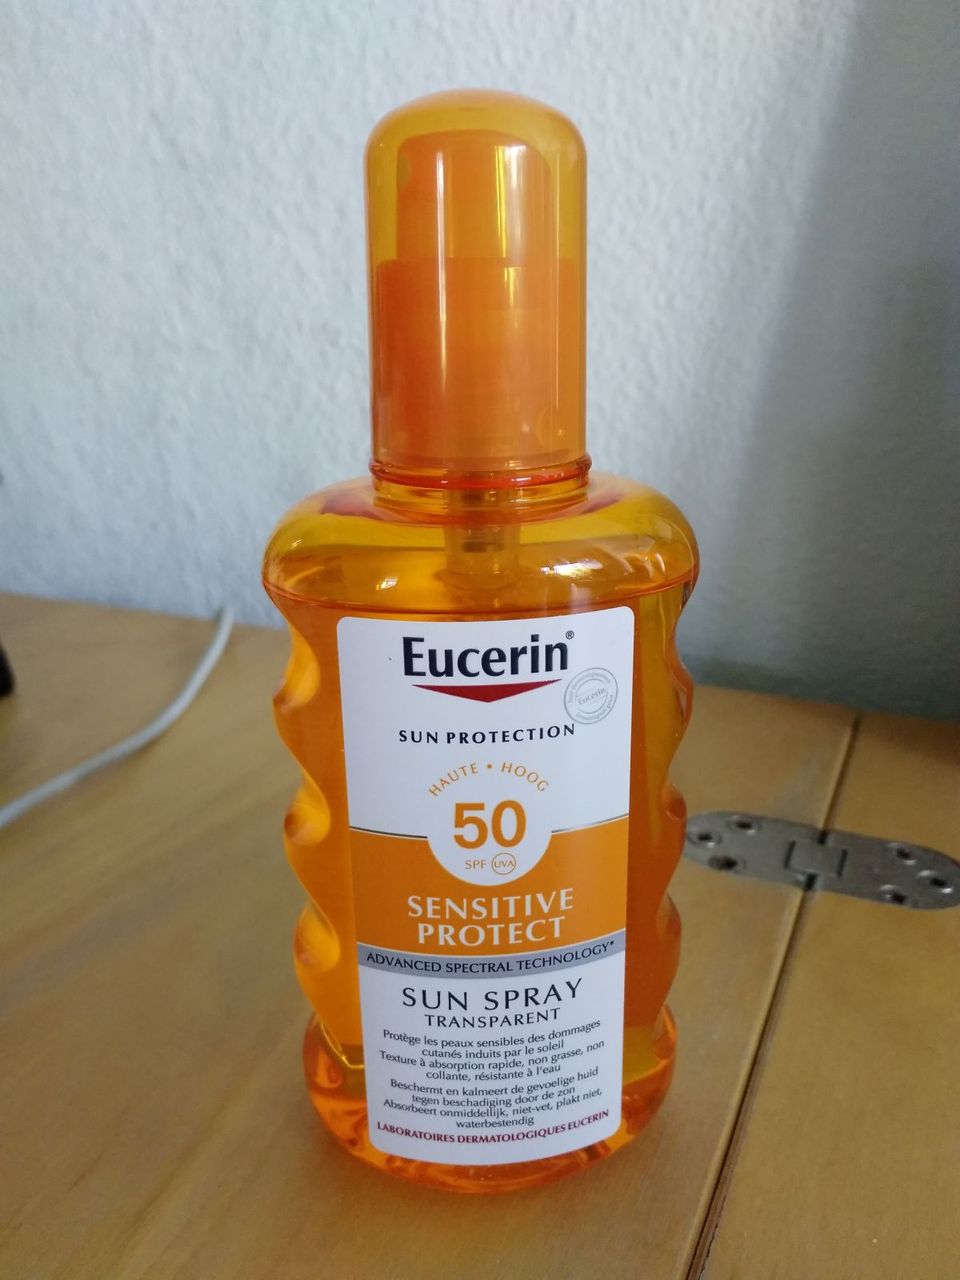 Eucerin®
Eucerin
SUN PROTECTION
HAUTE • HOOG
50
SPF UVA
SENSITIVE
PROTECT
ADVANCED SPECTRAL TECHNOLOGY*
SUN SPRAY
TRANSPARENT
Protège les peaux sensibles des dommages
cutanés induits par le soleil
Texture à absorption rapide, non grasse, non
collante, résistante à l'eau
Beschermt en kalmeert de gevoelige huid
tegen beschadiging door de zon
Absorbeert onmiddellijk, niet-vet, plakt niet,
waterbestendig
LABORATOIRES DERMATOLOGIQUES EUCERIN